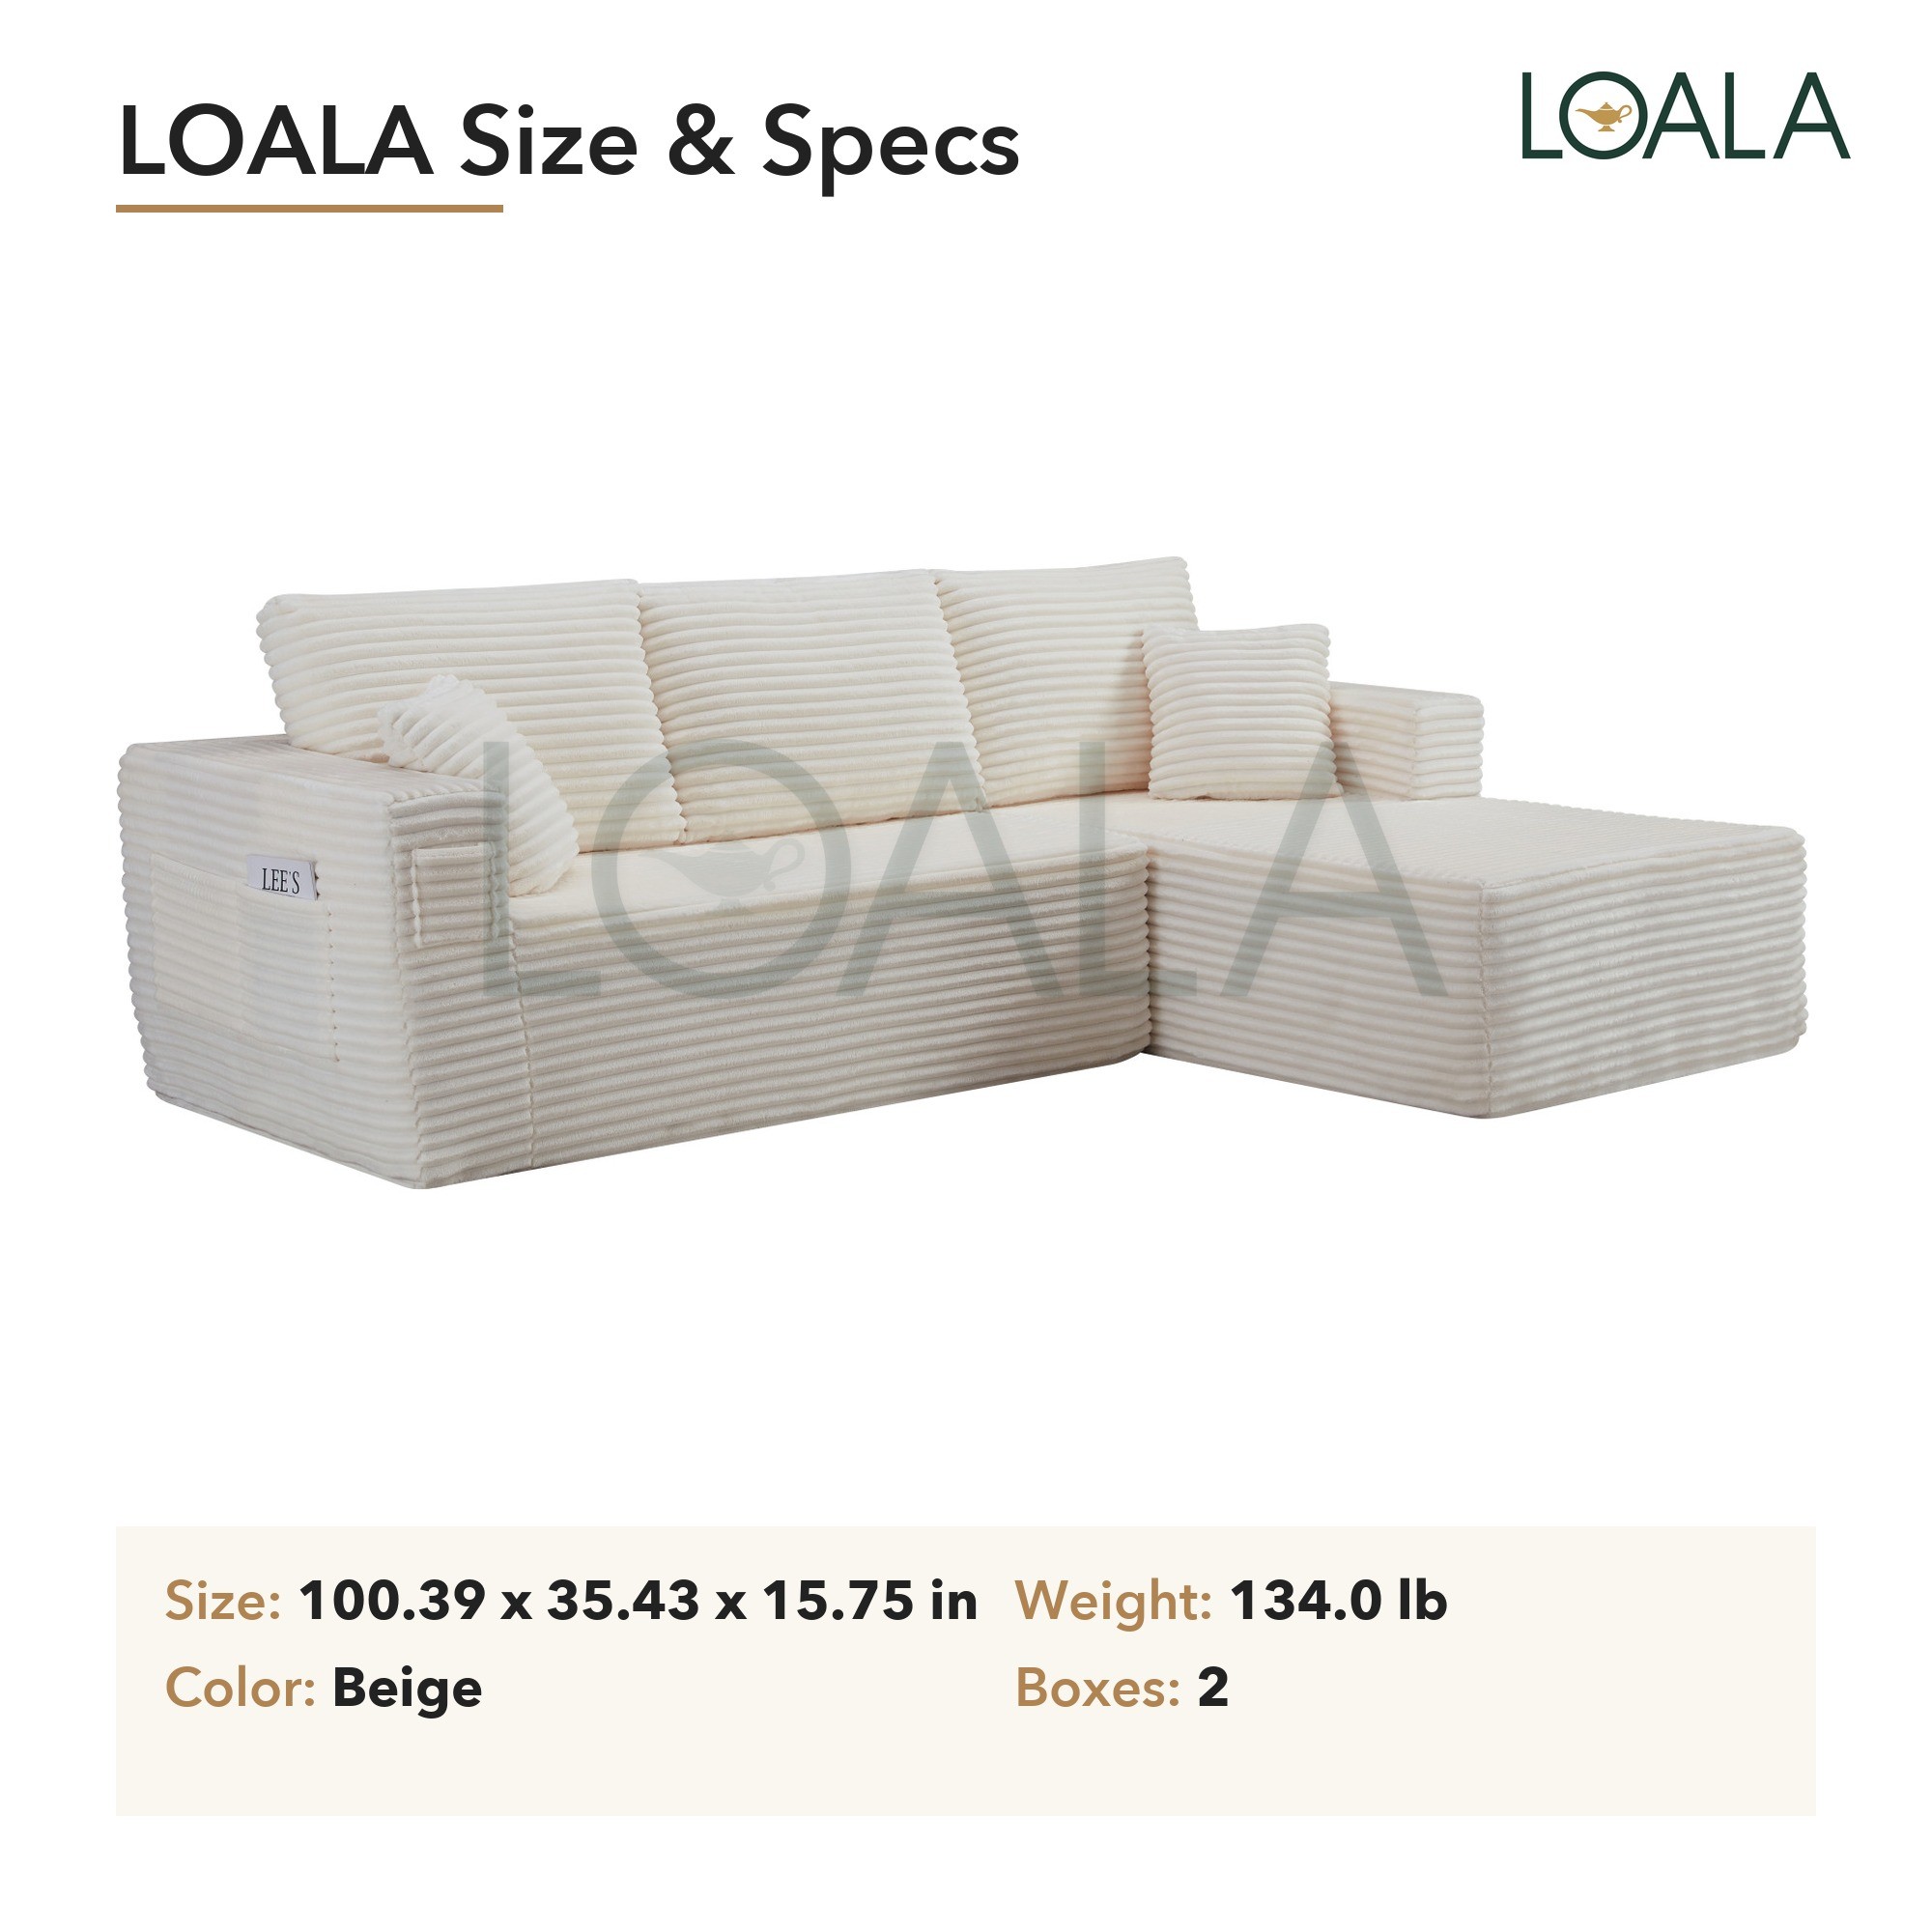 LOALA Size & Specs
LOALA
LEE'S
LOALA
Size: 100.39 x 35.43 x 15.75 in
Weight: 134.0 lb
Color: Beige
Boxes: 2